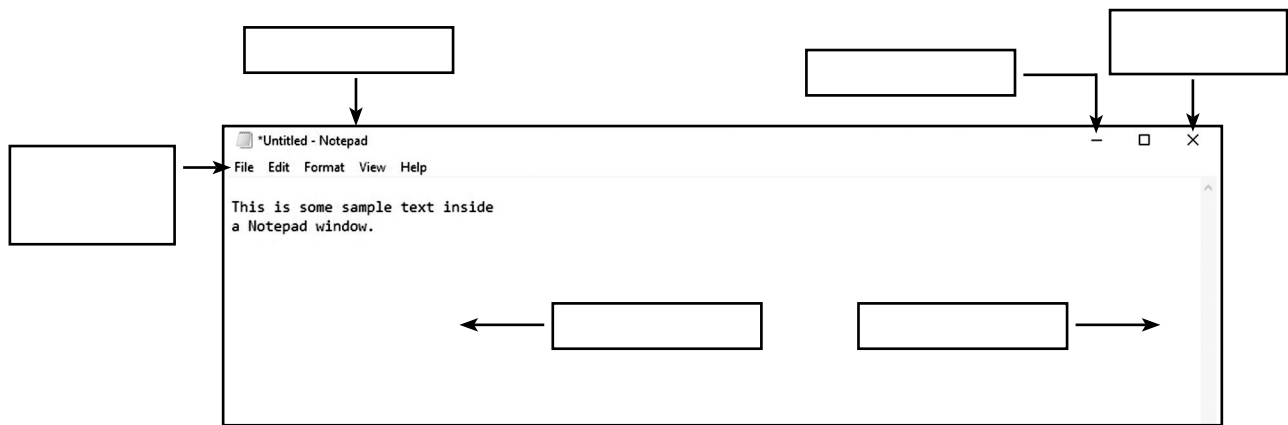 *Untitled - Notepad
File Edit Format View Help
This is some sample text inside
a Notepad window.